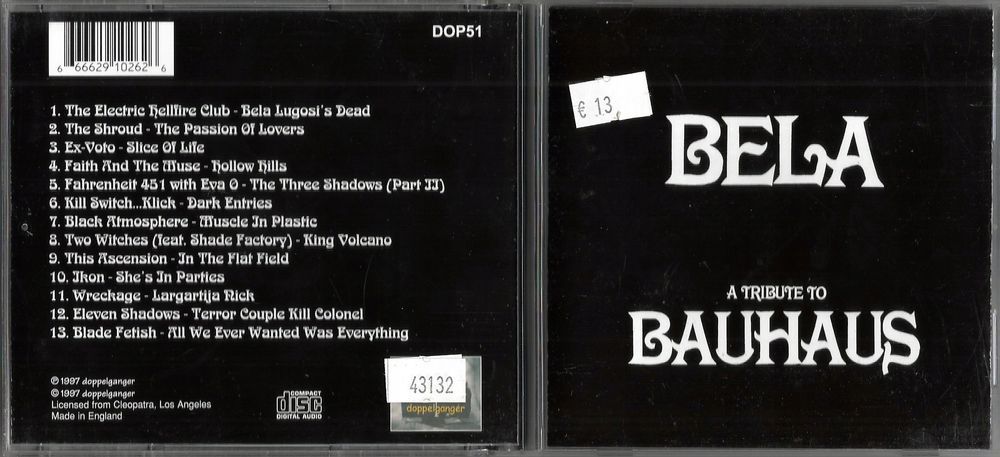 DOP51
6 66629 10262 6
1. The Electric Hellfire Club - Bela Lugosi's Dead
2. The Shroud - The Passion Of Lovers
3. Ex-Voto - Slice Of Life
4. Faith And The Muse - Hollow Hills
5. Fahrenheit 451 with Eva O - The Three Shadows (Part II)
6. Kill Switch...Klick - Dark Entries
7. Black Atmosphere - Muscle In Plastic
8. Two Witches (feat. Shade Factory) - King Volcano
9. This Ascension - In The Flat Field
10. Ikon - She's In Parties
11. Wreckage - Largartija Nick
12. Eleven Shadows - Terror Couple Kill Colonel
13. Blade Fetish - All We Ever Wanted Was Everything
℗ 1997 doppelganger
© 1997 doppelganger
Licensed from Cleopatra, Los Angeles
Made in England
COMPACT
disc
DIGITAL AUDIO
43132
doppelganger
€ 13
BELA
A TRIBUTE TO
BAUHAUS